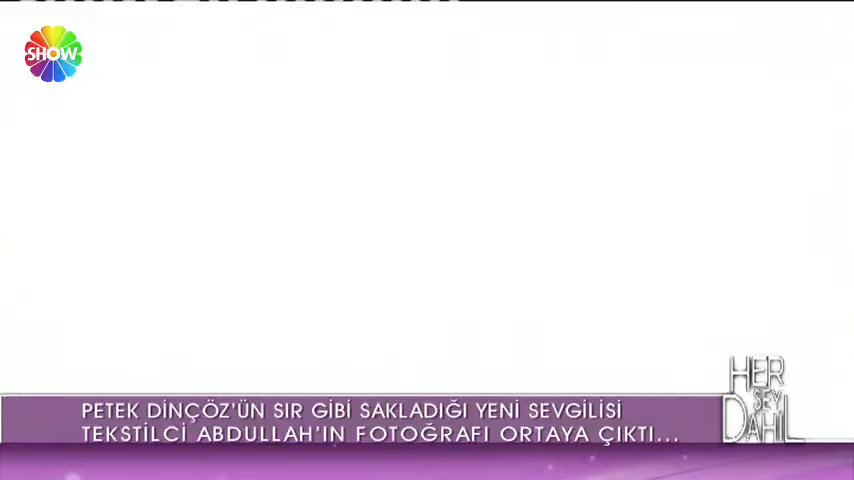 SHOW
HER
ŞEY
DAHİL
PETEK DİNÇÖZ'ÜN SIR GİBİ SAKLADIĞI YENİ SEVGİLİSİ
TEKSTİLCİ ABDULLAH'IN FOTOĞRAFI ORTAYA ÇIKTI...